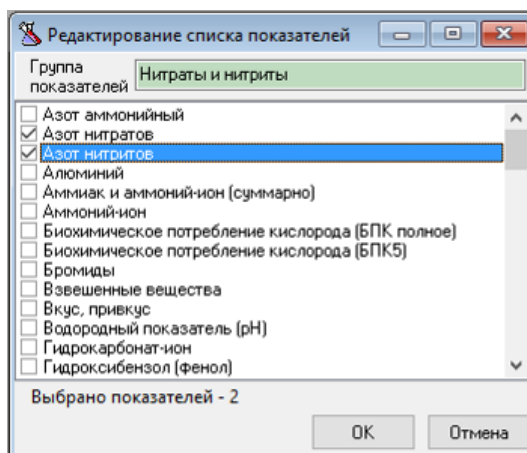 Редактирование списка показателей
Группа
показателей
Нитраты и нитриты
Азот аммонийный
Азот нитратов
Азот нитритов
Алюминий
Аммиак и аммоний-ион (суммарно)
Аммоний-ион
Биохимическое потребление кислорода (БПК полное)
Биохимическое потребление кислорода (БПК5)
Бромиды
Взвешенные вещества
Вкус, привкус
Водородный показатель (pH)
Гидрокарбонат-ион
Гидроксибензол (фенол)
Выбрано показателей - 2
OK
Отмена